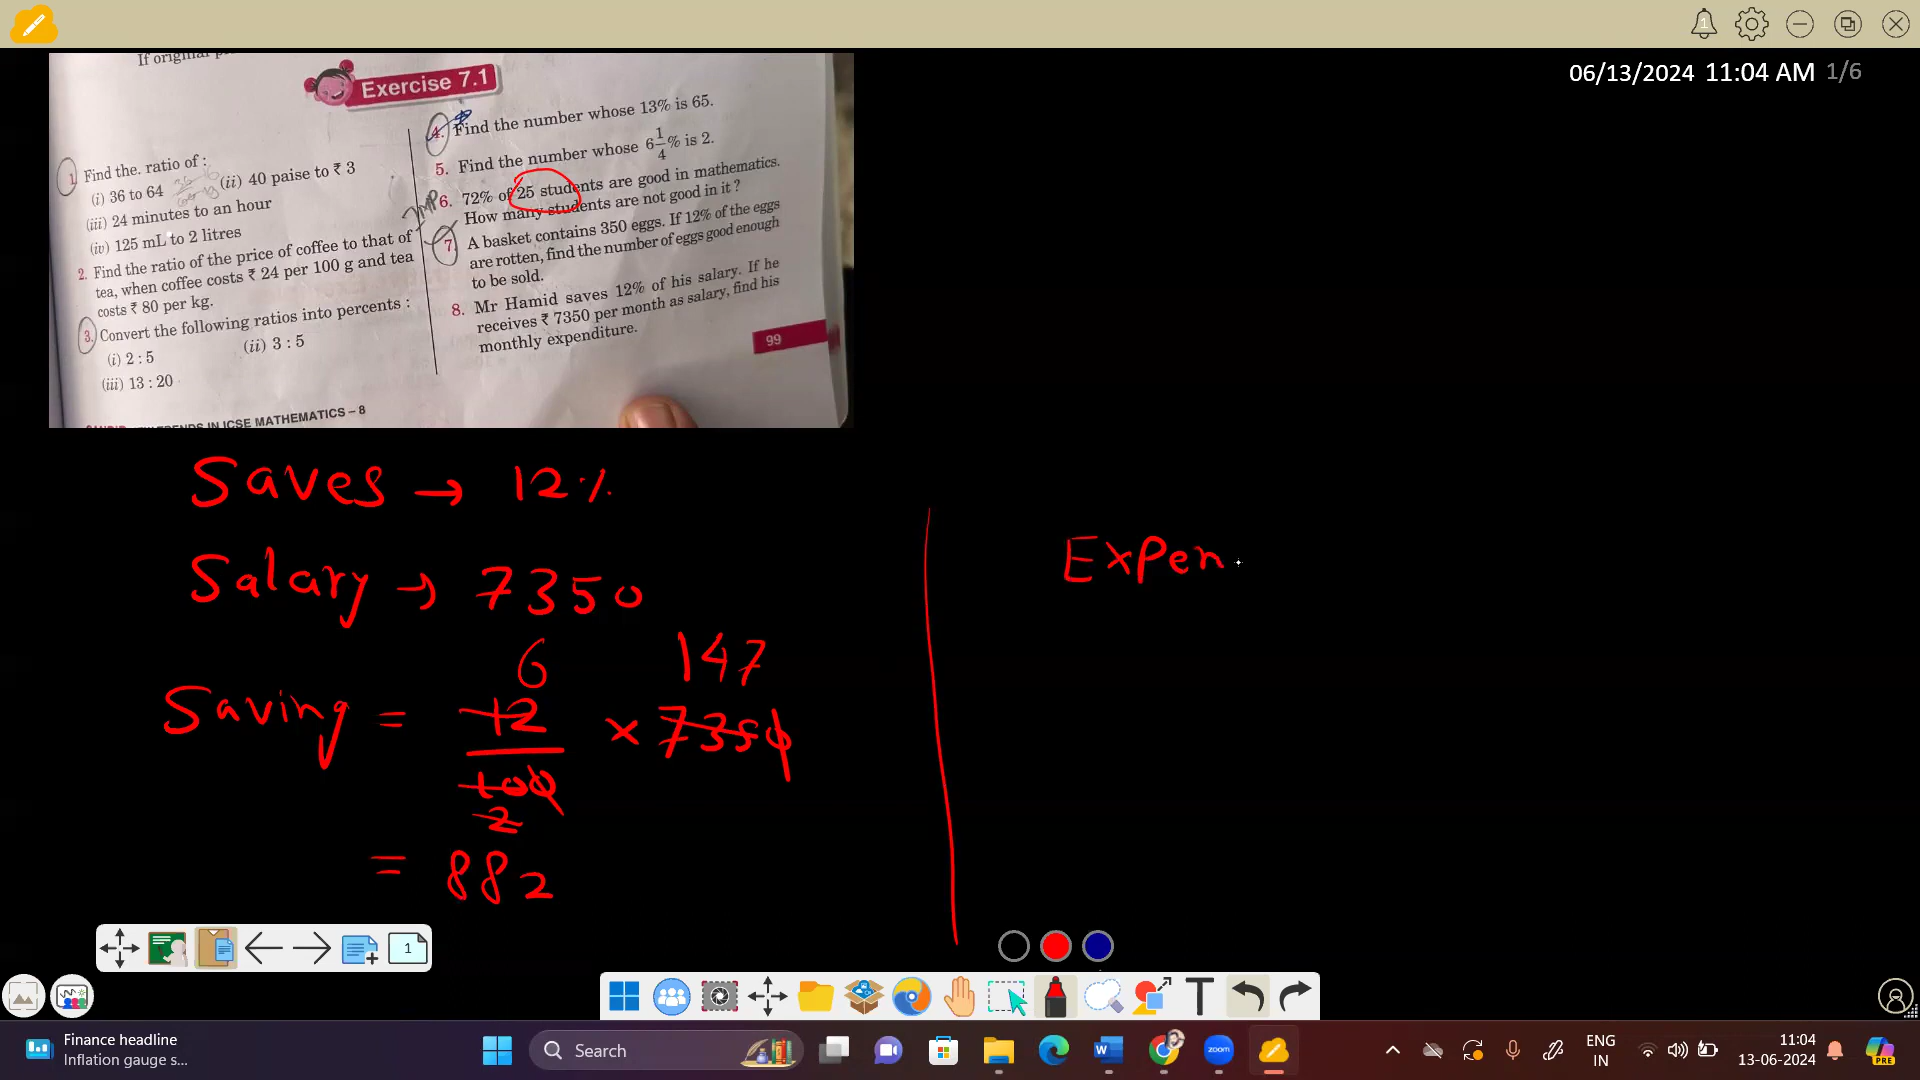 06/13/2024 11:04 AM 1/6
If original
Exercise 7.1
1. Find the. ratio of :
(i) 36 to 64
(ii) 40 paise to ₹ 3
(iii) 24 minutes to an hour
(iv) 125 mL to 2 litres
2. Find the ratio of the price of coffee to that of
tea, when coffee costs ₹ 24 per 100 g and tea
costs ₹ 80 per kg.
3. Convert the following ratios into percents :
(i) 2 : 5
(ii) 3 : 5
(iii) 13 : 20
4. Find the number whose 13% is 65.
5. Find the number whose 6 1/4 % is 2.
IMP
6. 72% of 25 students are good in mathematics.
How many students are not good in it ?
7. A basket contains 350 eggs. If 12% of the eggs
are rotten, find the number of eggs good enough
to be sold.
8. Mr Hamid saves 12% of his salary. If he
receives ₹ 7350 per month as salary, find his
monthly expenditure.
99
TRENDS IN ICSE MATHEMATICS – 8
Saves → 12%
Salary → 7350
6 147
Saving = 12 × 7350
100
2
= 882
Expen
1
T
Finance headline
Inflation gauge s...
Search
zoom
ENG
IN
11:04
13-06-2024
PRE